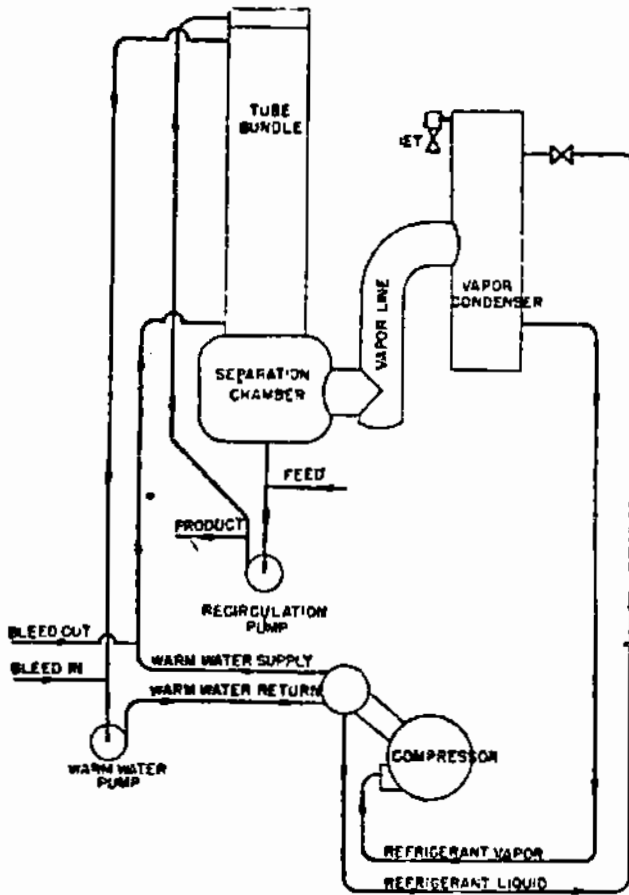 TUBE
BUNDLE
JET
VAPOR
CONDENSER
VAPOR LINE
SEPARATION
CHAMBER
FEED
PRODUCT
RECIRCULATION
PUMP
BLEED OUT
WARM WATER SUPPLY
BLEED IN
WARM WATER RETURN
COMPRESSOR
WARM WATER
PUMP
REFRIGERANT VAPOR
REFRIGERANT LIQUID